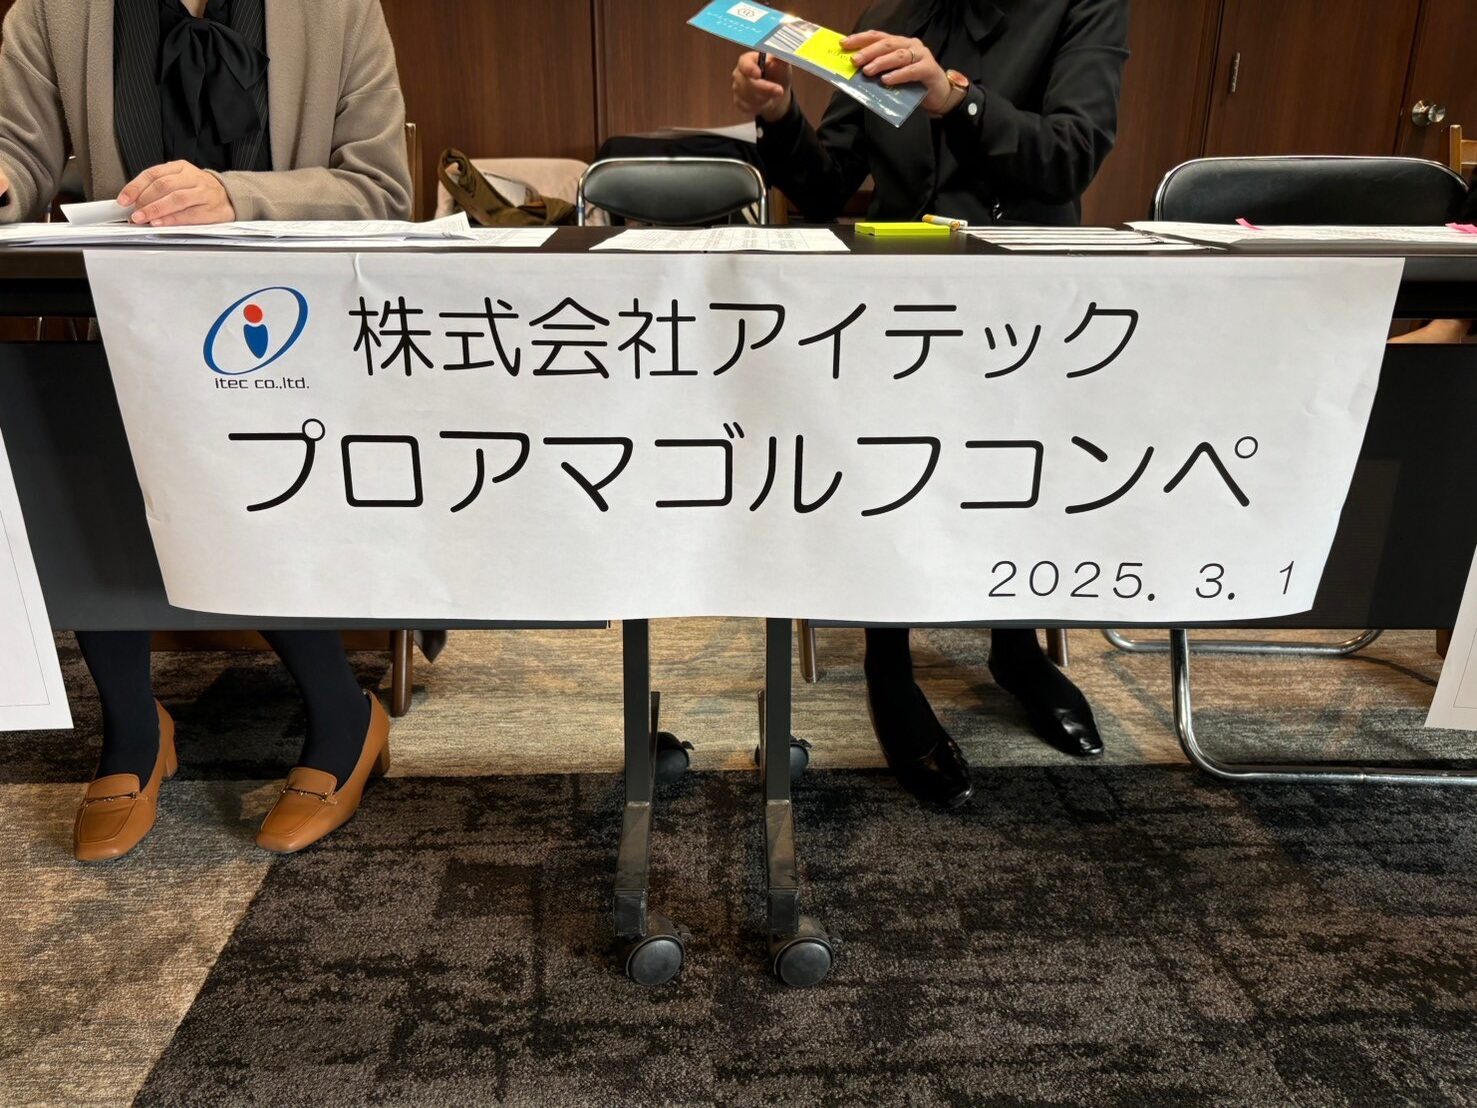 株式会社アイテック
itec co.,ltd.
プロアマゴルフコンペ
2025. 3. 1